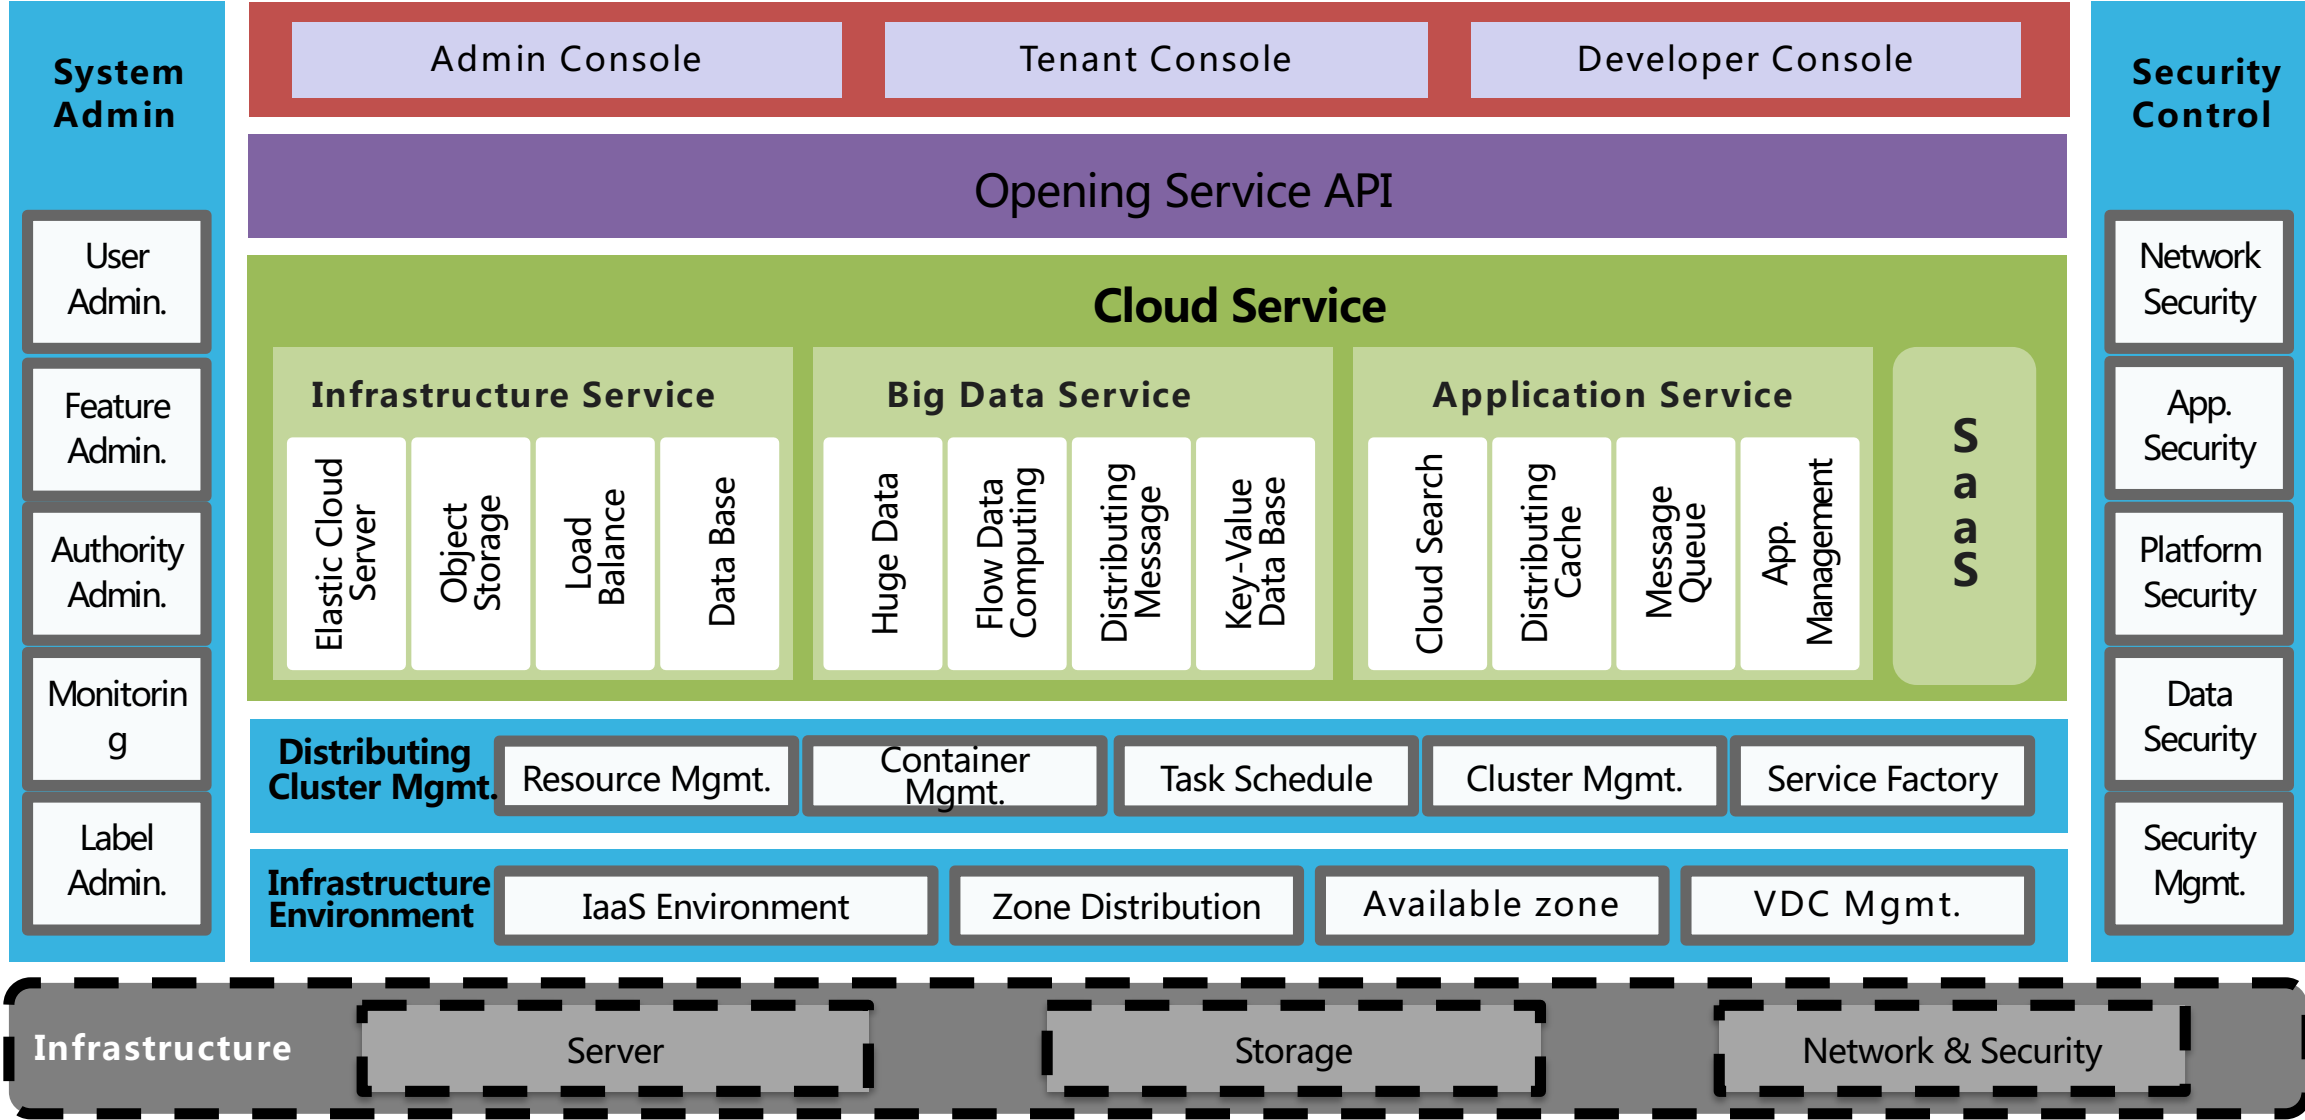 System
Admin
User
Admin.
Feature
Admin.
Authority
Admin.
Monitorin
g
Label
Admin.
Admin Console
Tenant Console
Developer Console
Opening Service API
Cloud Service
Infrastructure Service
Elastic Cloud
Server
Object
Storage
Load
Balance
Data Base
Big Data Service
Huge Data
Flow Data
Computing
Distributing
Message
Key-Value
Data Base
Application Service
Cloud Search
Distributing
Cache
Message
Queue
App.
Management
S
a
a
S
Distributing
Cluster Mgmt.
Resource Mgmt.
Container
Mgmt.
Task Schedule
Cluster Mgmt.
Service Factory
Infrastructure
Environment
IaaS Environment
Zone Distribution
Available zone
VDC Mgmt.
Security
Control
Network
Security
App.
Security
Platform
Security
Data
Security
Security
Mgmt.
Infrastructure
Server
Storage
Network & Security